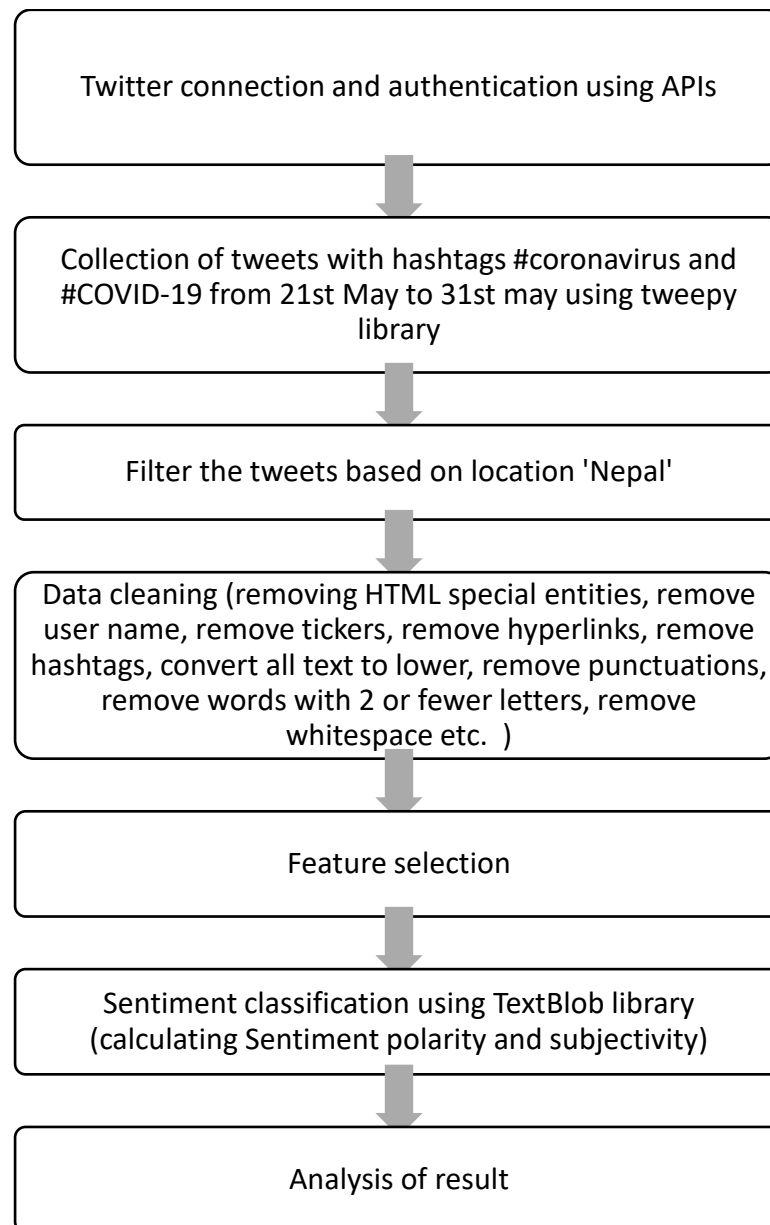 Twitter connection and authentication using APIs
Collection of tweets with hashtags #coronavirus and
#COVID-19 from 21st May to 31st may using tweepy
library
Filter the tweets based on location 'Nepal'
Data cleaning (removing HTML special entities, remove
user name, remove tickers, remove hyperlinks, remove
hashtags, convert all text to lower, remove punctuations,
remove words with 2 or fewer letters, remove
whitespace etc.  )
Feature selection
Sentiment classification using TextBlob library
(calculating Sentiment polarity and subjectivity)
Analysis of result